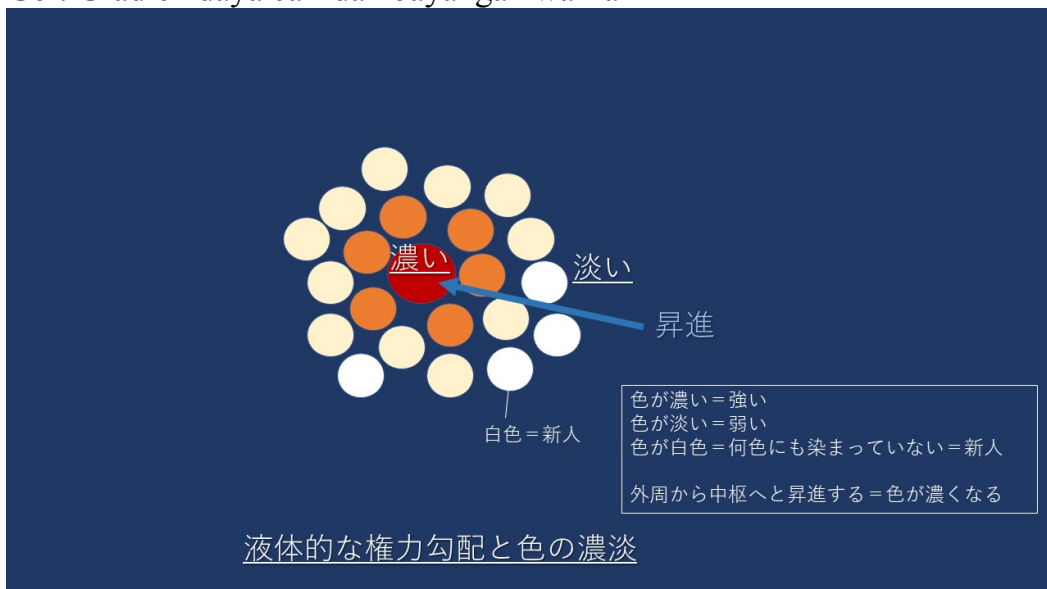 濃い
淡い
昇進
白色=新人
色が濃い=強い
色が淡い=弱い
色が白色=何色にも染まっていない=新人
外周から中枢へと昇進する=色が濃くなる
液体的な権力勾配と色の濃淡